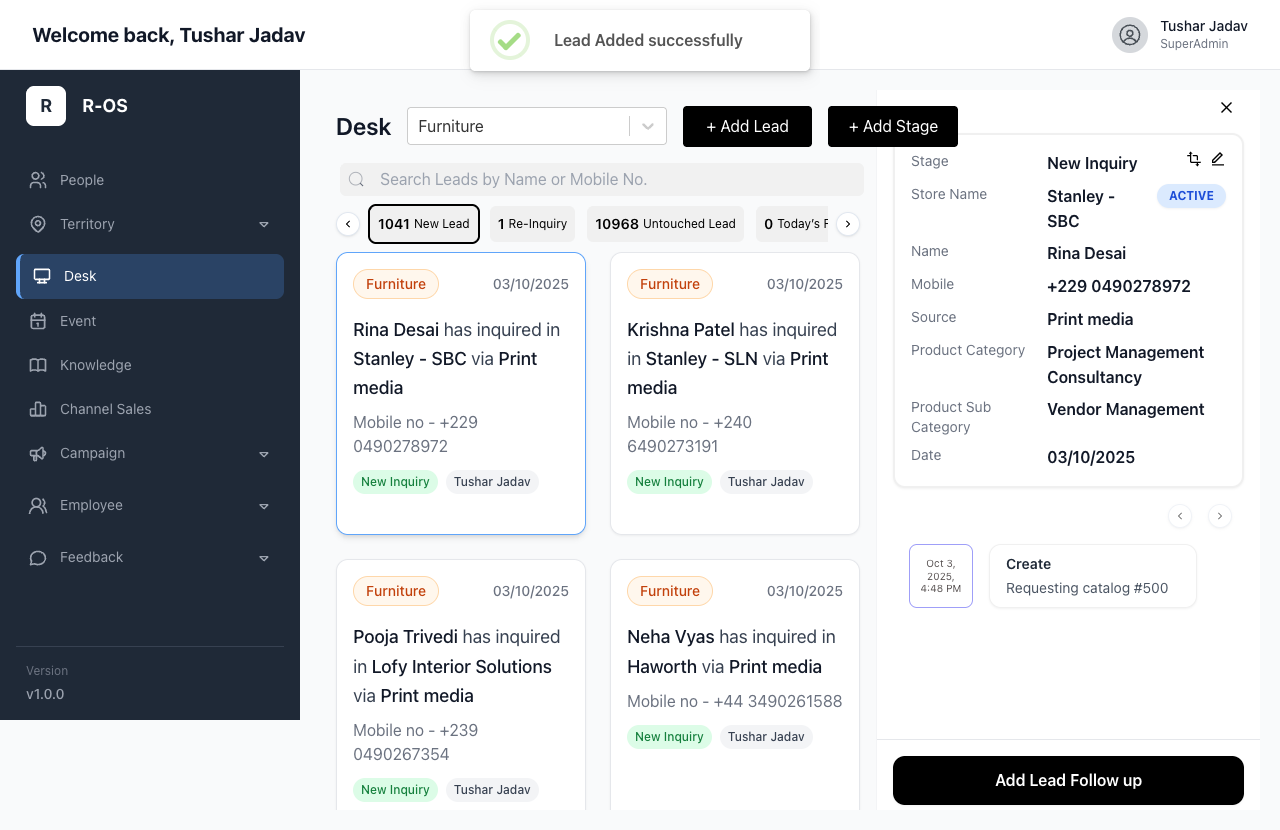 Welcome back, Tushar Jadav
Lead Added successfully
Tushar Jadav
SuperAdmin
R
R-OS
People
Territory
Desk
Event
Knowledge
Channel Sales
Campaign
Employee
Feedback
Version
v1.0.0
Desk
Furniture
+ Add Lead
+ Add Stage
Search Leads by Name or Mobile No.
1041 New Lead
1 Re-Inquiry
10968 Untouched Lead
0 Today's F
Furniture
03/10/2025
Rina Desai has inquired in
Stanley - SBC via Print
media
Mobile no - +229
0490278972
New Inquiry
Tushar Jadav
Furniture
03/10/2025
Krishna Patel has inquired
in Stanley - SLN via Print
media
Mobile no - +240
6490273191
New Inquiry
Tushar Jadav
Furniture
03/10/2025
Pooja Trivedi has inquired
in Lofy Interior Solutions
via Print media
Mobile no - +239
0490267354
New Inquiry
Tushar Jadav
Furniture
03/10/2025
Neha Vyas has inquired in
Haworth via Print media
Mobile no - +44 3490261588
New Inquiry
Tushar Jadav
Stage
New Inquiry
Store Name
Stanley -
SBC
ACTIVE
Name
Rina Desai
Mobile
+229 0490278972
Source
Print media
Product Category
Project Management
Consultancy
Product Sub
Category
Vendor Management
Date
03/10/2025
Oct 3,
2025,
4:48 PM
Create
Requesting catalog #500
Add Lead Follow up